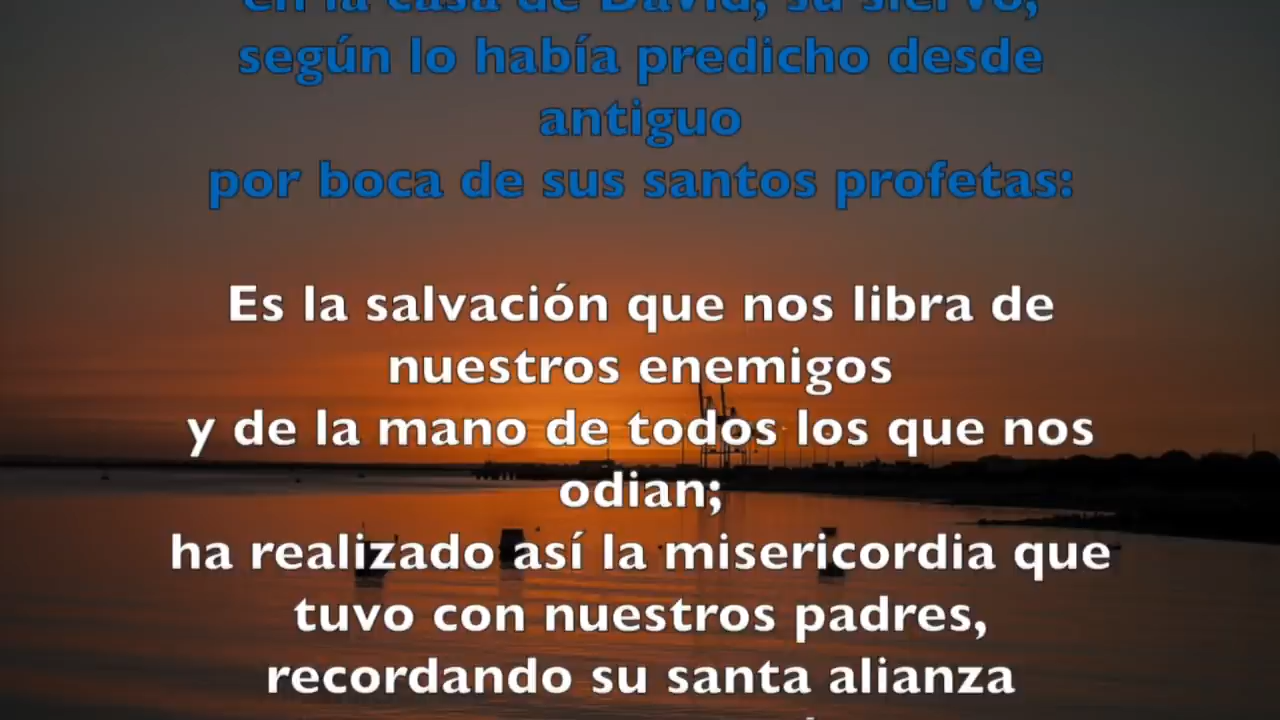 en la casa de David, su siervo,
según lo había predicho desde
antiguo
por boca de sus santos profetas:
Es la salvación que nos libra de
nuestros enemigos
y de la mano de todos los que nos
odian;
ha realizado así la misericordia que
tuvo con nuestros padres,
recordando su santa alianza